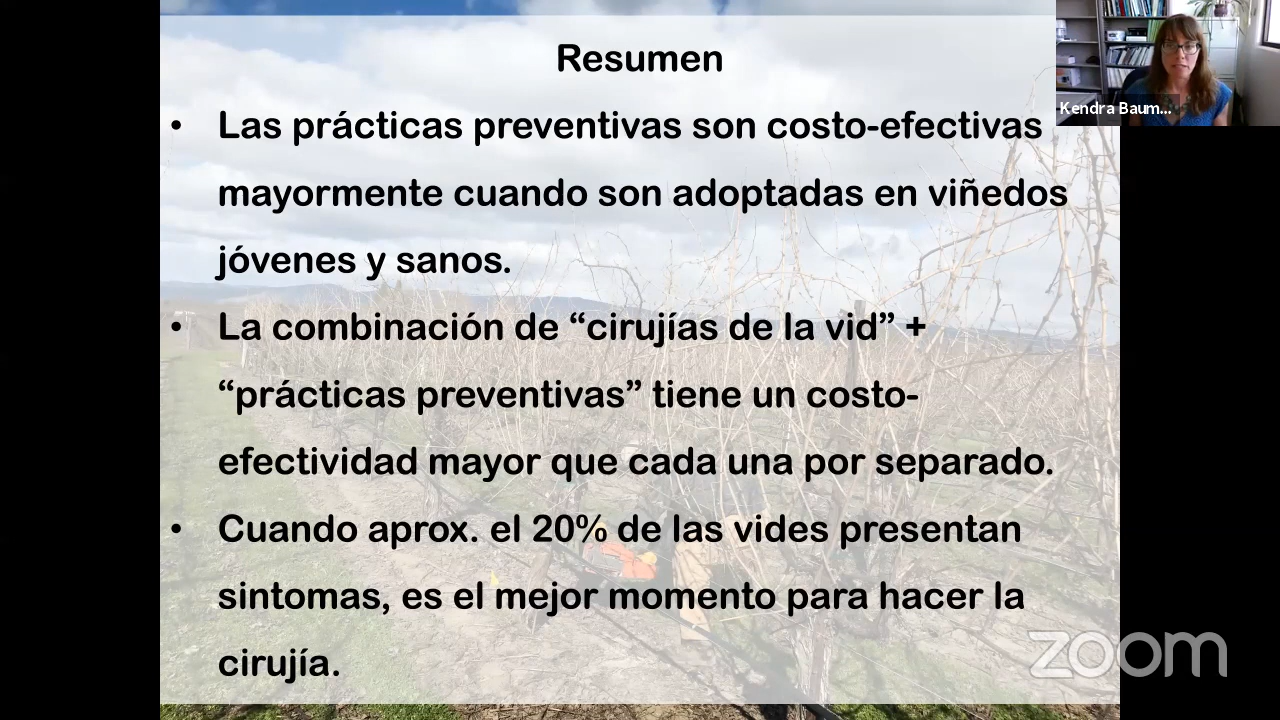 Resumen
• Las prácticas preventivas son costo-efectivas
mayormente cuando son adoptadas en viñedos
jóvenes y sanos.
• La combinación de “cirujías de la vid” +
“prácticas preventivas” tiene un costo-
efectividad mayor que cada una por separado.
• Cuando aprox. el 20% de las vides presentan
sintomas, es el mejor momento para hacer la
cirujía.
Kendra Baum...
zoom